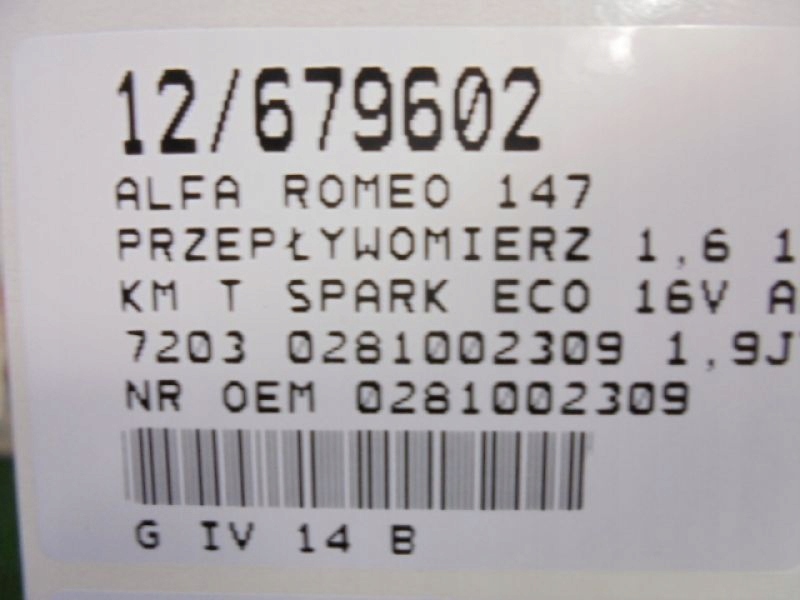 12/679602
ALFA ROMEO 147
PRZEPŁYWOMIERZ 1,6 1
KM T SPARK ECO 16V A
7203 0281002309 1,9J
NR OEM 0281002309
G IV 14 B